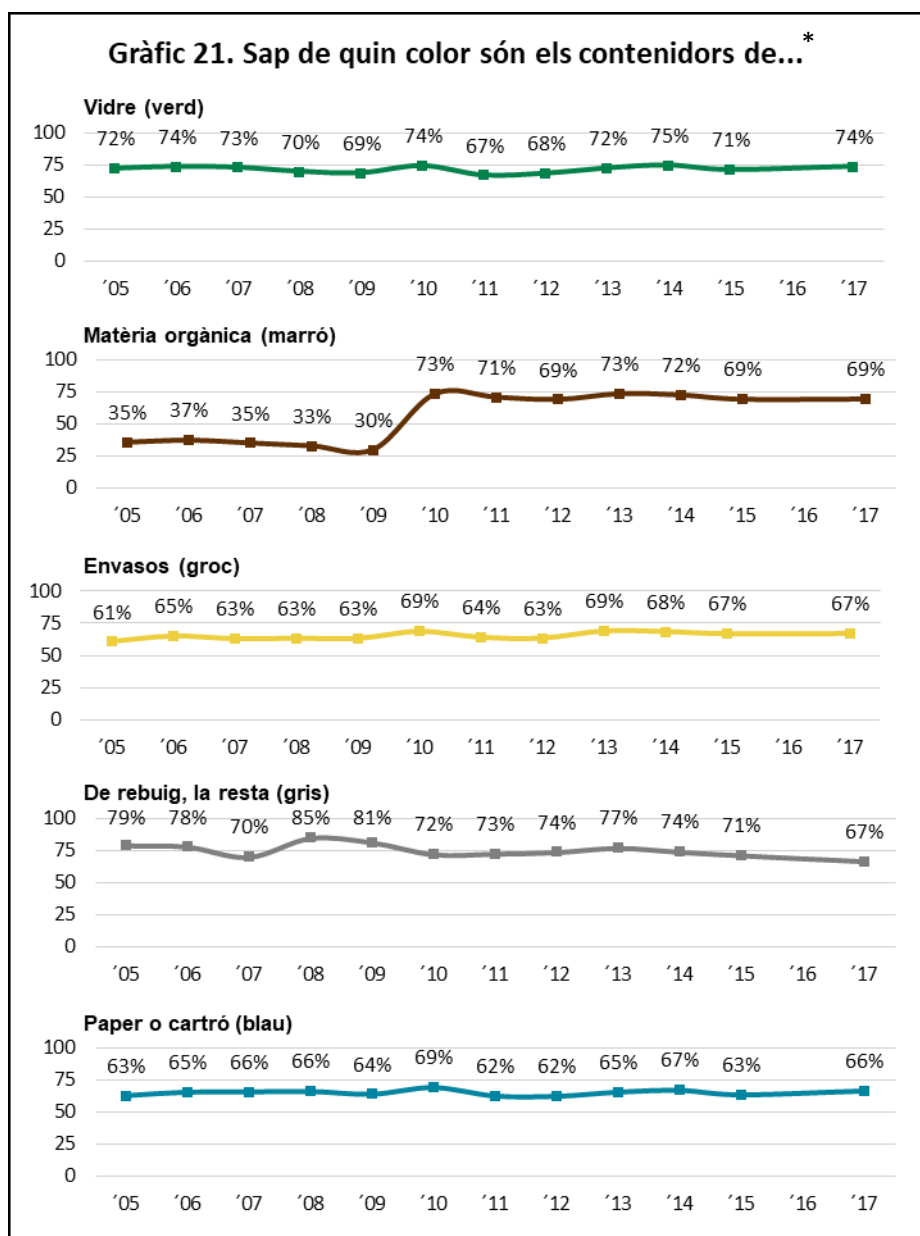 Gràfic 21. Sap de quin color són els contenidors de...*
Vidre (verd)
100
75
50
25
0
72% 74% 73% 70% 69% 74% 67% 68% 72% 75% 71% 74%
´05 ´06 ´07 ´08 ´09 ´10 ´11 ´12 ´13 ´14 ´15 ´16 ´17
Matèria orgànica (marró)
100
75
50
25
0
35% 37% 35% 33% 30% 73% 71% 69% 73% 72% 69% 69%
´05 ´06 ´07 ´08 ´09 ´10 ´11 ´12 ´13 ´14 ´15 ´16 ´17
Envasos (groc)
100
75
50
25
0
61% 65% 63% 63% 63% 69% 64% 63% 69% 68% 67% 67%
´05 ´06 ´07 ´08 ´09 ´10 ´11 ´12 ´13 ´14 ´15 ´16 ´17
De rebuig, la resta (gris)
100
75
50
25
0
79% 78% 70% 85% 81% 72% 73% 74% 77% 74% 71% 67%
´05 ´06 ´07 ´08 ´09 ´10 ´11 ´12 ´13 ´14 ´15 ´16 ´17
Paper o cartró (blau)
100
75
50
25
0
63% 65% 66% 66% 64% 69% 62% 62% 65% 67% 63% 66%
´05 ´06 ´07 ´08 ´09 ´10 ´11 ´12 ´13 ´14 ´15 ´16 ´17